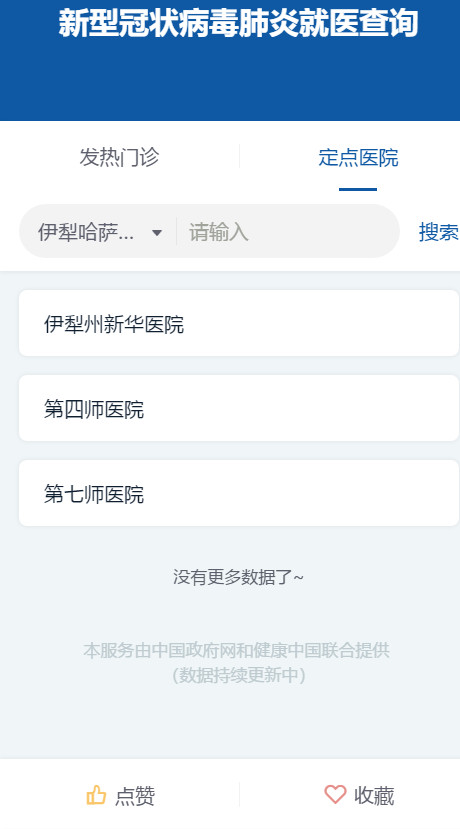 新型冠状病毒肺炎就医查询
发热门诊
定点医院
伊犁哈萨...
请输入
搜索
伊犁州新华医院
第四师医院
第七师医院
没有更多数据了~
本服务由中国政府网和健康中国联合提供
(数据持续更新中)
点赞
收藏